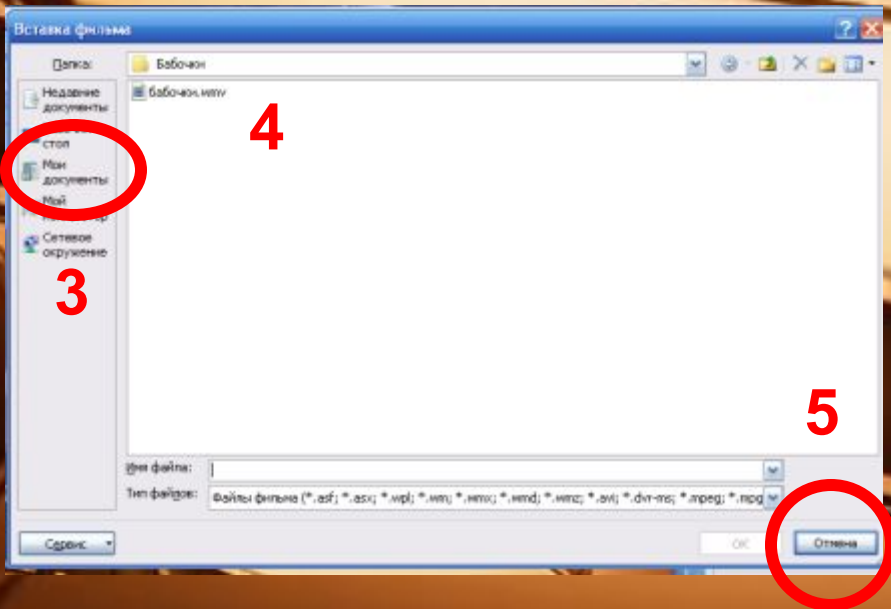 Вставка фильма
Папка:
Бабочки
Недавние
документы
бабочки.wmv
4
стол
Мои
документы
Мой
Сетевое
окружение
3
5
Имя файла:
Тип файлов:
Файлы фильма (*.asf; *.asx; *.wpl; *.wm; *.wmx; *.wmd; *.wmz; *.avi; *.dvr-ms; *.mpeg; *.mpg
Сервис
ОК
Отмена